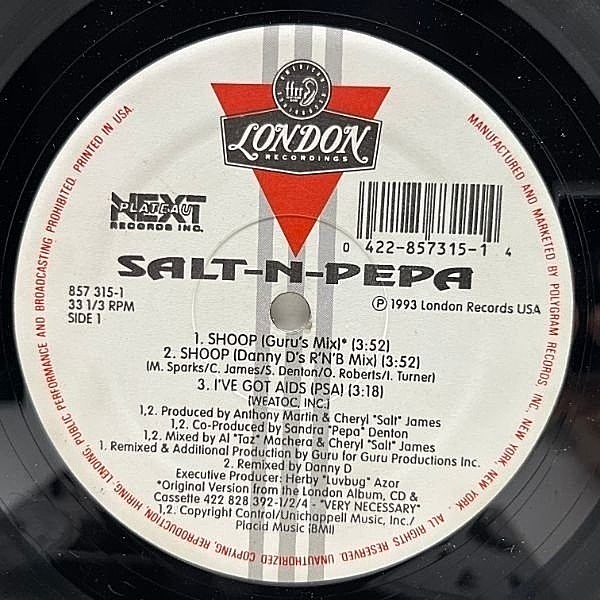 AMERICAN RECORDINGS
ffrr
LONDON
RECORDINGS
NEXT
PLATEAU
RECORDS INC.
0 422-857315-1 4
SALT-N-PEPA
857 315-1
33 1/3 RPM
SIDE 1
℗ 1993 London Records USA
1. SHOOP (Guru's Mix)* (3:52)
2. SHOOP (Danny D's R'N'B Mix) (3:52)
(M. Sparks/C. James/S. Denton/O. Roberts/I. Turner)
3. I'VE GOT AIDS (PSA) (3:18)
(WEATOC, INC.)
1,2. Produced by Anthony Martin & Cheryl "Salt" James
1,2. Co-Produced by Sandra "Pepa" Denton
1,2. Mixed by Al "Taz" Machera & Cheryl "Salt" James
1. Remixed & Additional Production by Guru for Guru Productions Inc.
2. Remixed by Danny D
Executive Producer: Herby "Luvbug" Azor
*Original Version from the London Album, CD &
Cassette 422 828 392-1/2/4 - "VERY NECESSARY"
1,2. Copyright Control/Unichappell Music, Inc./
Placid Music (BMI)
MANUFACTURED AND MARKETED BY POLYGRAM RECORDS, INC., NEW YORK, NEW YORK - ALL RIGHTS RESERVED. UNAUTHORIZED COPYING, REPRODUCTION, HIRING, LENDING, PUBLIC PERFORMANCE AND BROADCASTING PROHIBITED. PRINTED IN USA.